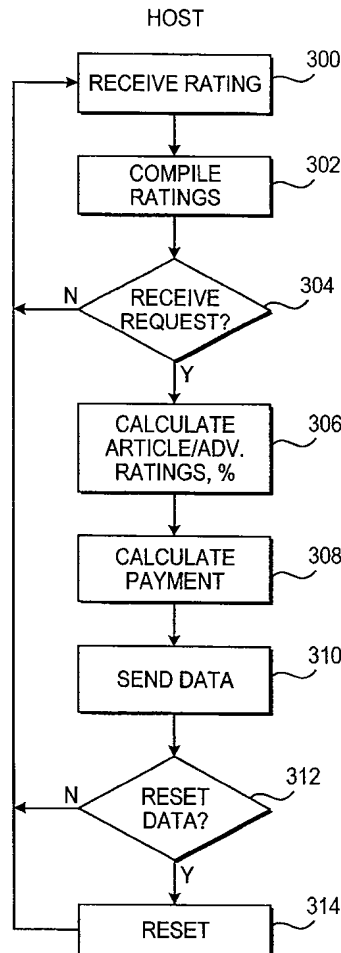 HOST
RECEIVE RATING
300
COMPILE
RATINGS
302
RECEIVE
REQUEST?
304
N
Y
CALCULATE
ARTICLE/ADV.
RATINGS, %
306
CALCULATE
PAYMENT
308
SEND DATA
310
RESET
DATA?
312
N
Y
RESET
314